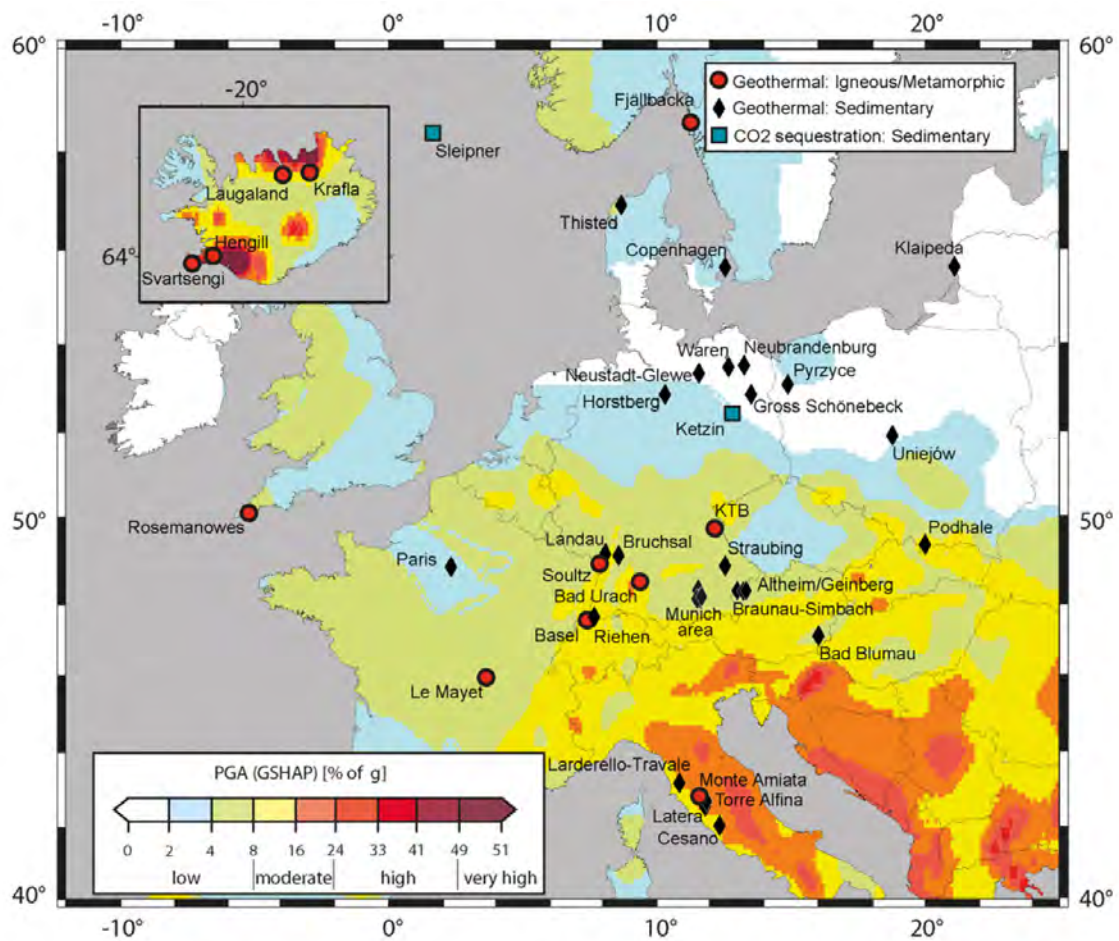 -10° 0° 10° 20°
60° 60°
Geothermal: Igneous/Metamorphic
Geothermal: Sedimentary
CO2 sequestration: Sedimentary
-20°
Fjällbacka
Sleipner
Laugaland
Krafla
Thisted
Hengill
64°
Svartsengi
Copenhagen
Klaipeda
Waren
Neubrandenburg
Neustadt-Glewe
Pyrzyce
Horstberg
Gross Schönebeck
Ketzin
Uniejów
50° 50°
Rosemanowes
KTB
Podhale
Landau
Bruchsal
Straubing
Paris
Soultz
Bad Urach
Altheim/Geinberg
Munich
area
Braunau-Simbach
Basel
Riehen
Bad Blumau
Le Mayet
PGA (GSHAP) [% of g]
0 2 4 8 16 24 33 41 49 51
low moderate high very high
Larderello-Travale
Monte Amiata
Torre Alfina
Latera
Cesano
40° 40°
-10° 0° 10° 20°